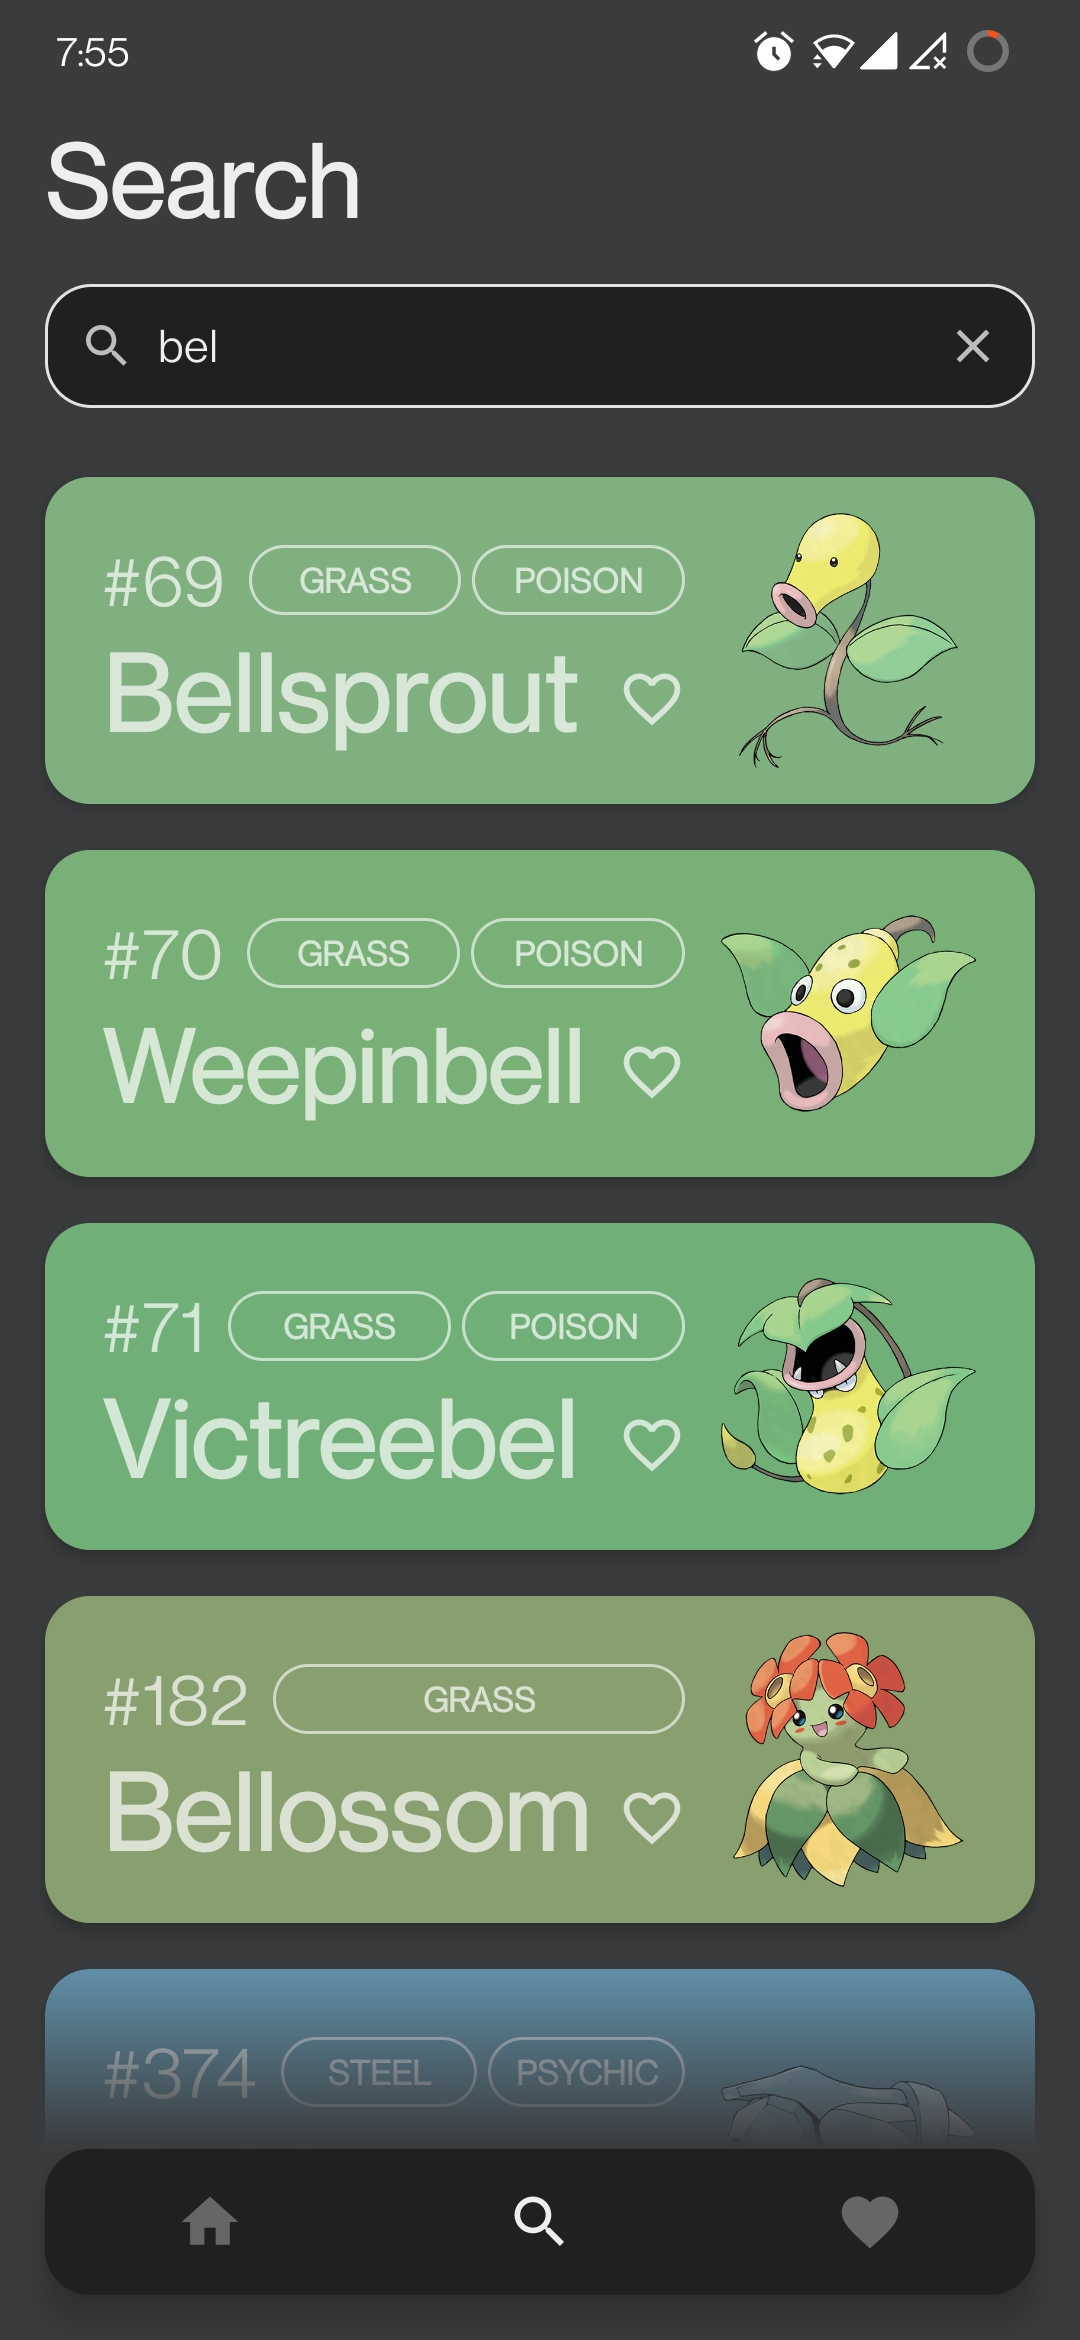 7:55
Search
bel
#69 GRASS POISON
Bellsprout
#70 GRASS POISON
Weepinbell
#71 GRASS POISON
Victreebel
#182 GRASS
Bellossom
#374 STEEL PSYCHIC